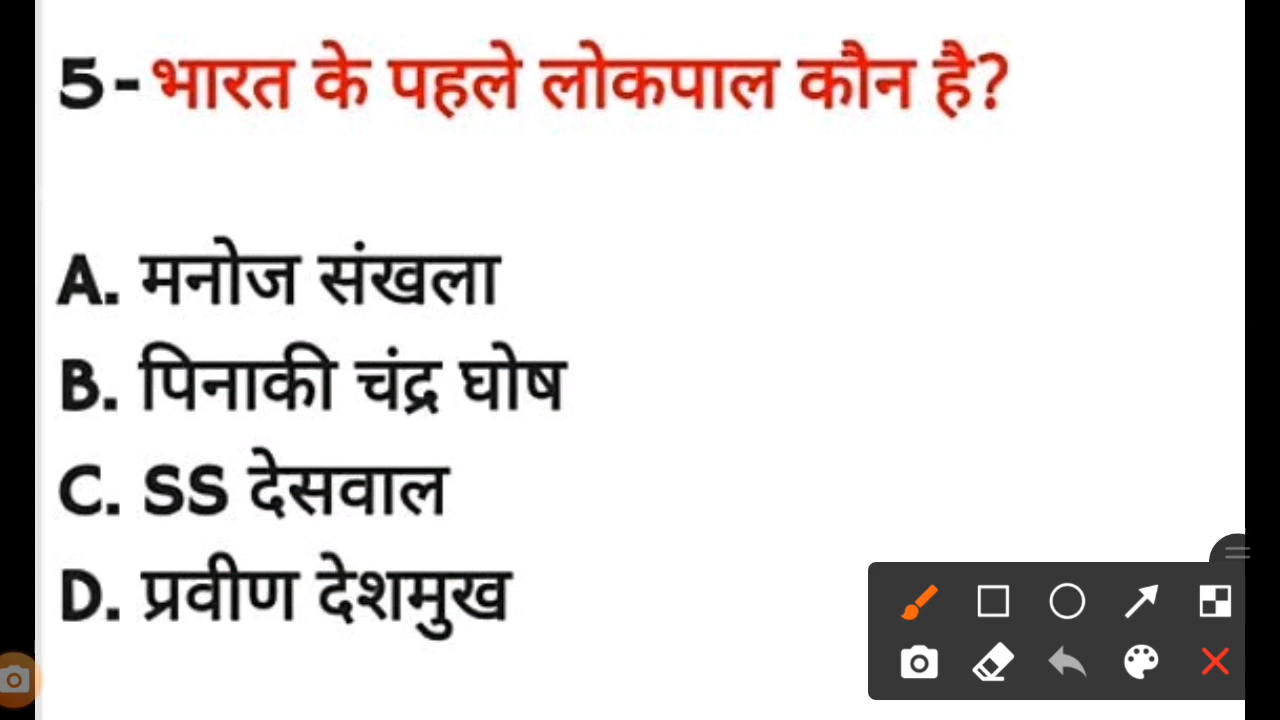 5-भारत के पहले लोकपाल कौन है?
A. मनोज संखला
B. पिनाकी चंद्र घोष
C. SS देसवाल
D. प्रवीण देशमुख